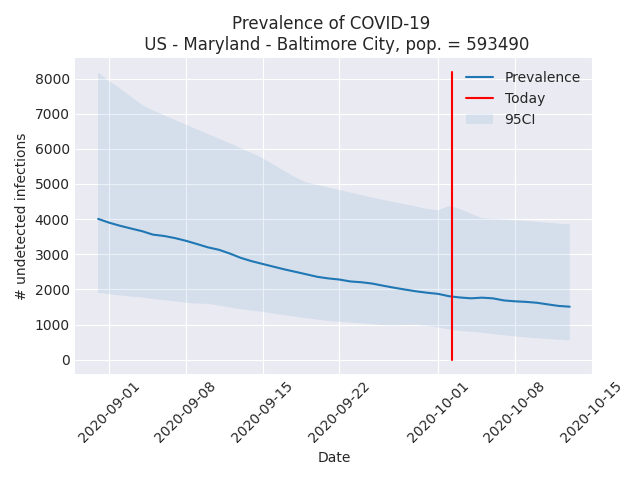 Prevalence of COVID-19
US - Maryland - Baltimore City, pop. = 593490
8000
7000
6000
5000
4000
3000
2000
1000
0
# undetected infections
Prevalence
Today
95CI
2020-09-01
2020-09-08
2020-09-15
2020-09-22
2020-10-01
2020-10-08
2020-10-15
Date